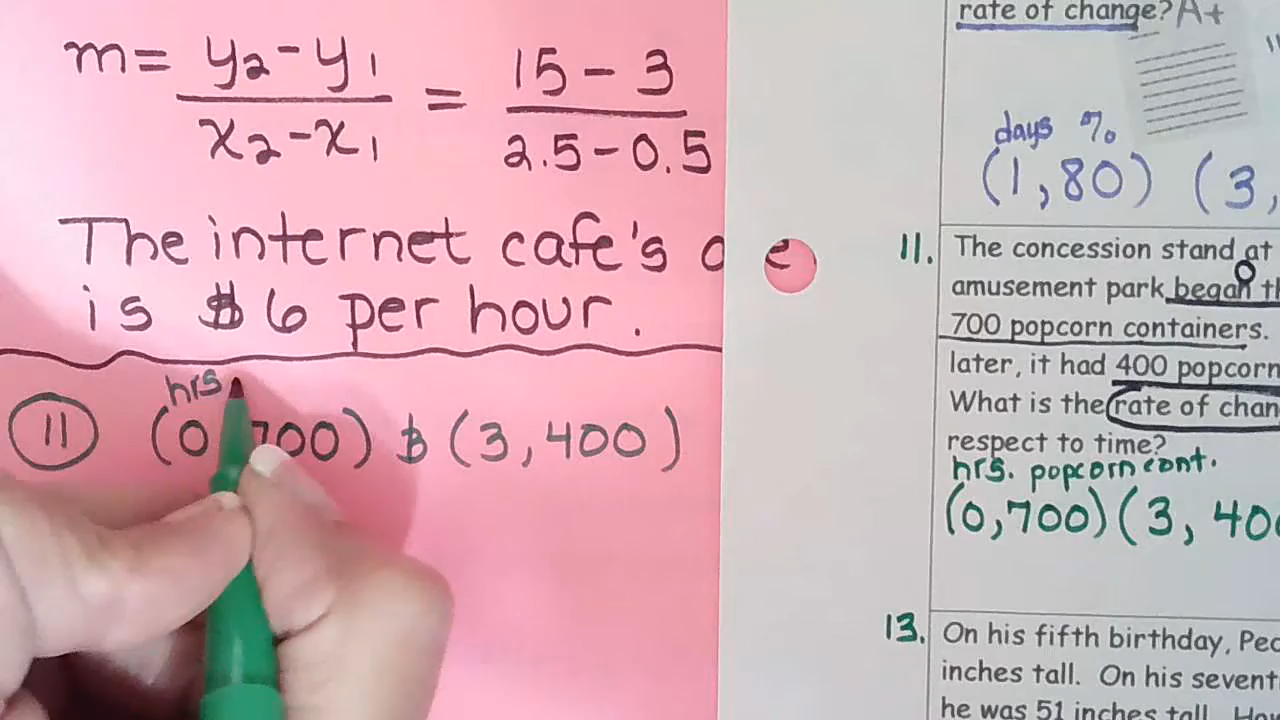 m = y₂ - y₁ / x₂ - x₁ = 15 - 3 / 2.5 - 0.5
The internet cafe's
is $6 per hour.
hrs
11 (0,700) $ (3,400)
rate of change? A+
days %
(1,80) (3,
11. The concession stand at
0
amusement park began
700 popcorn containers.
later, it had 400 popcorn
What is the rate of chan
respect to time?
hrs. popcorn cont.
(0,700) (3, 40
13. On his fifth birthday, Pe
inches tall. On his sevent
he was 51 inches tall.